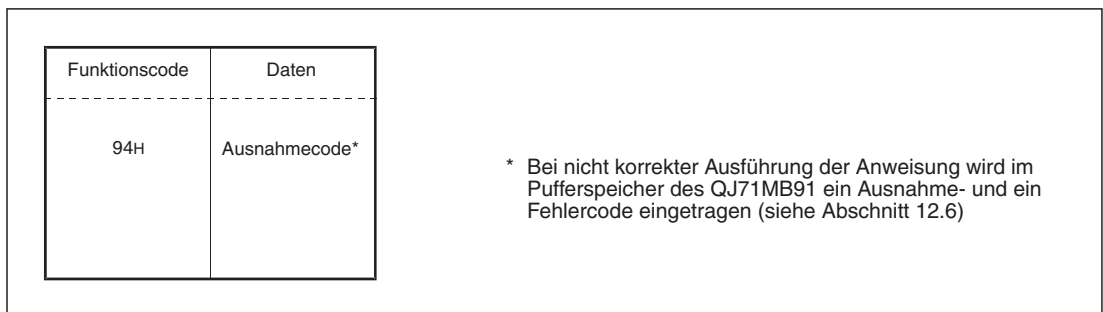 Funktionscode Daten
94H Ausnahmecode*
* Bei nicht korrekter Ausführung der Anweisung wird im
Pufferspeicher des QJ71MB91 ein Ausnahme- und ein
Fehlercode eingetragen (siehe Abschnitt 12.6)